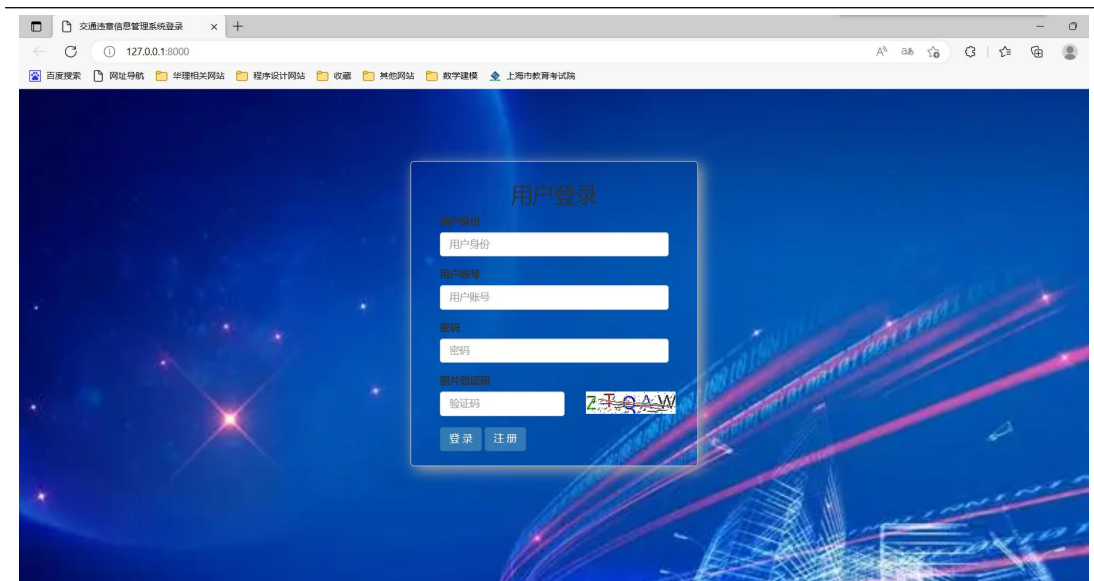 交通违章信息管理系统登录
127.0.0.1:8000
百度搜索 网址导航 华理相关网站 程序设计网站 收藏 其他网站 数学建模 上海市教育考试院
用户登录
用户身份
用户身份
用户账号
用户账号
密码
密码
图片验证码
验证码
Z T Q A W
登录 注册